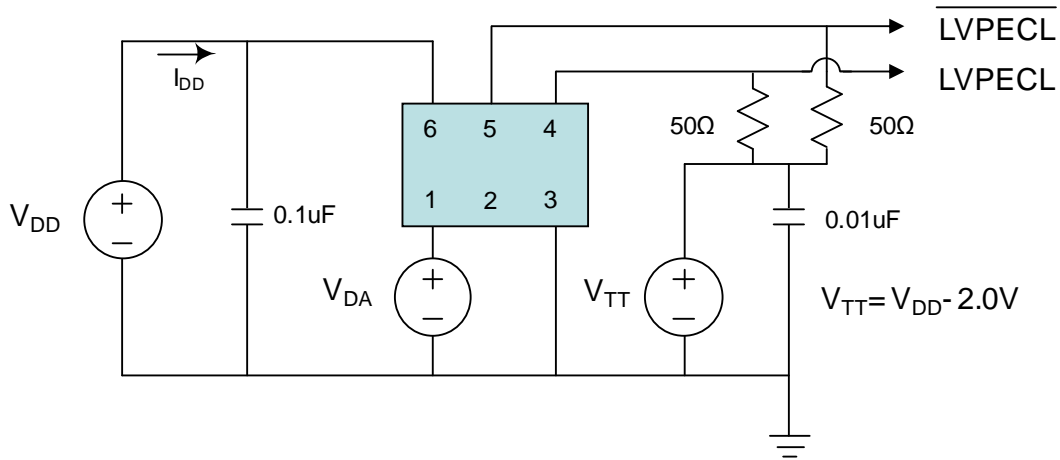 LVPECL
I_DD
LVPECL
6 5 4
50Ω 50Ω
+
1 2 3
V_DD
0.1uF
0.01uF
−
V_DA
+
V_TT
+
V_TT= V_DD- 2.0V
−
−